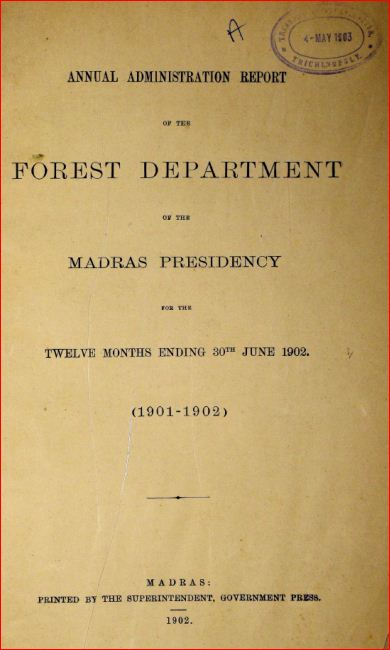 A
4-MAY 1903
TRICHINOPOLY.
ANNUAL ADMINISTRATION REPORT
OF THE
FOREST DEPARTMENT
OF THE
MADRAS PRESIDENCY
FOR THE
TWELVE MONTHS ENDING 30TH JUNE 1902.
(1901-1902)
MADRAS:
PRINTED BY THE SUPERINTENDENT, GOVERNMENT PRESS.
1902.